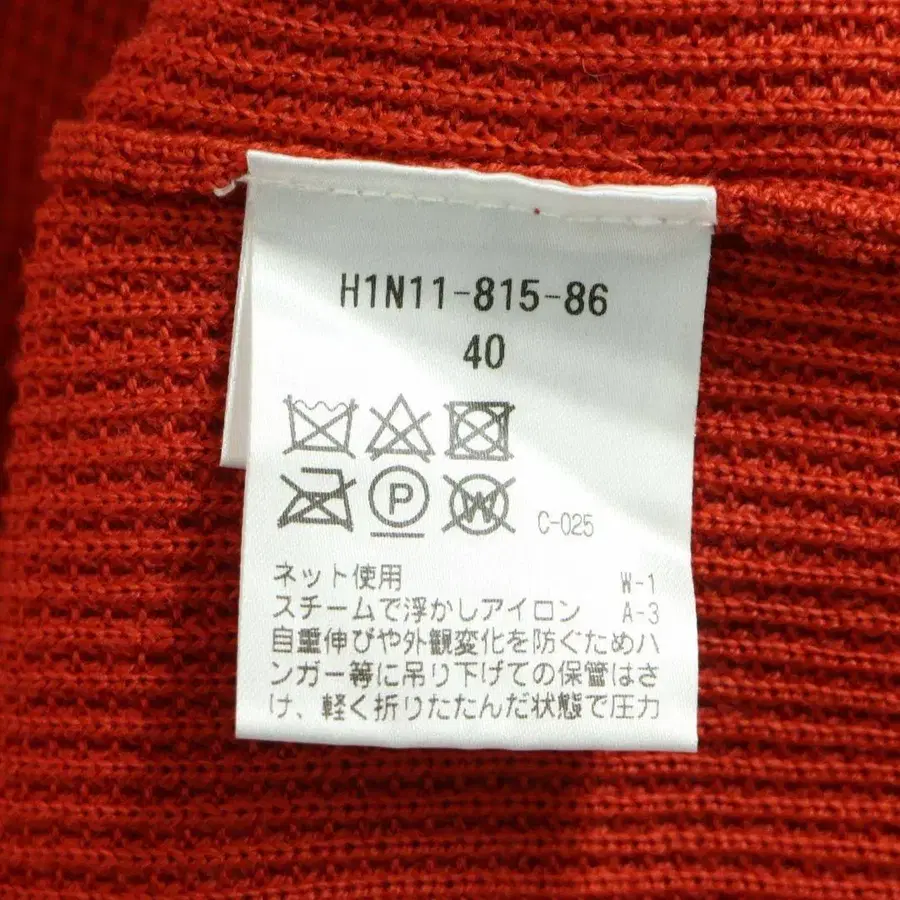 H1N11-815-86
40
P W C-025
ネット使用 W-1
スチームで浮かしアイロン A-3
自重伸びや外観変化を防ぐためハ
ンガー等に吊り下げての保管はさ
け、軽く折りたたんだ状態で圧力